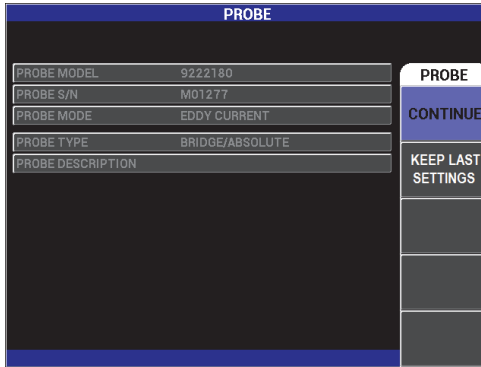 PROBE
PROBE MODEL 9222180
PROBE S/N M01277
PROBE MODE EDDY CURRENT
PROBE TYPE BRIDGE/ABSOLUTE
PROBE DESCRIPTION
PROBE
CONTINUE
KEEP LAST
SETTINGS